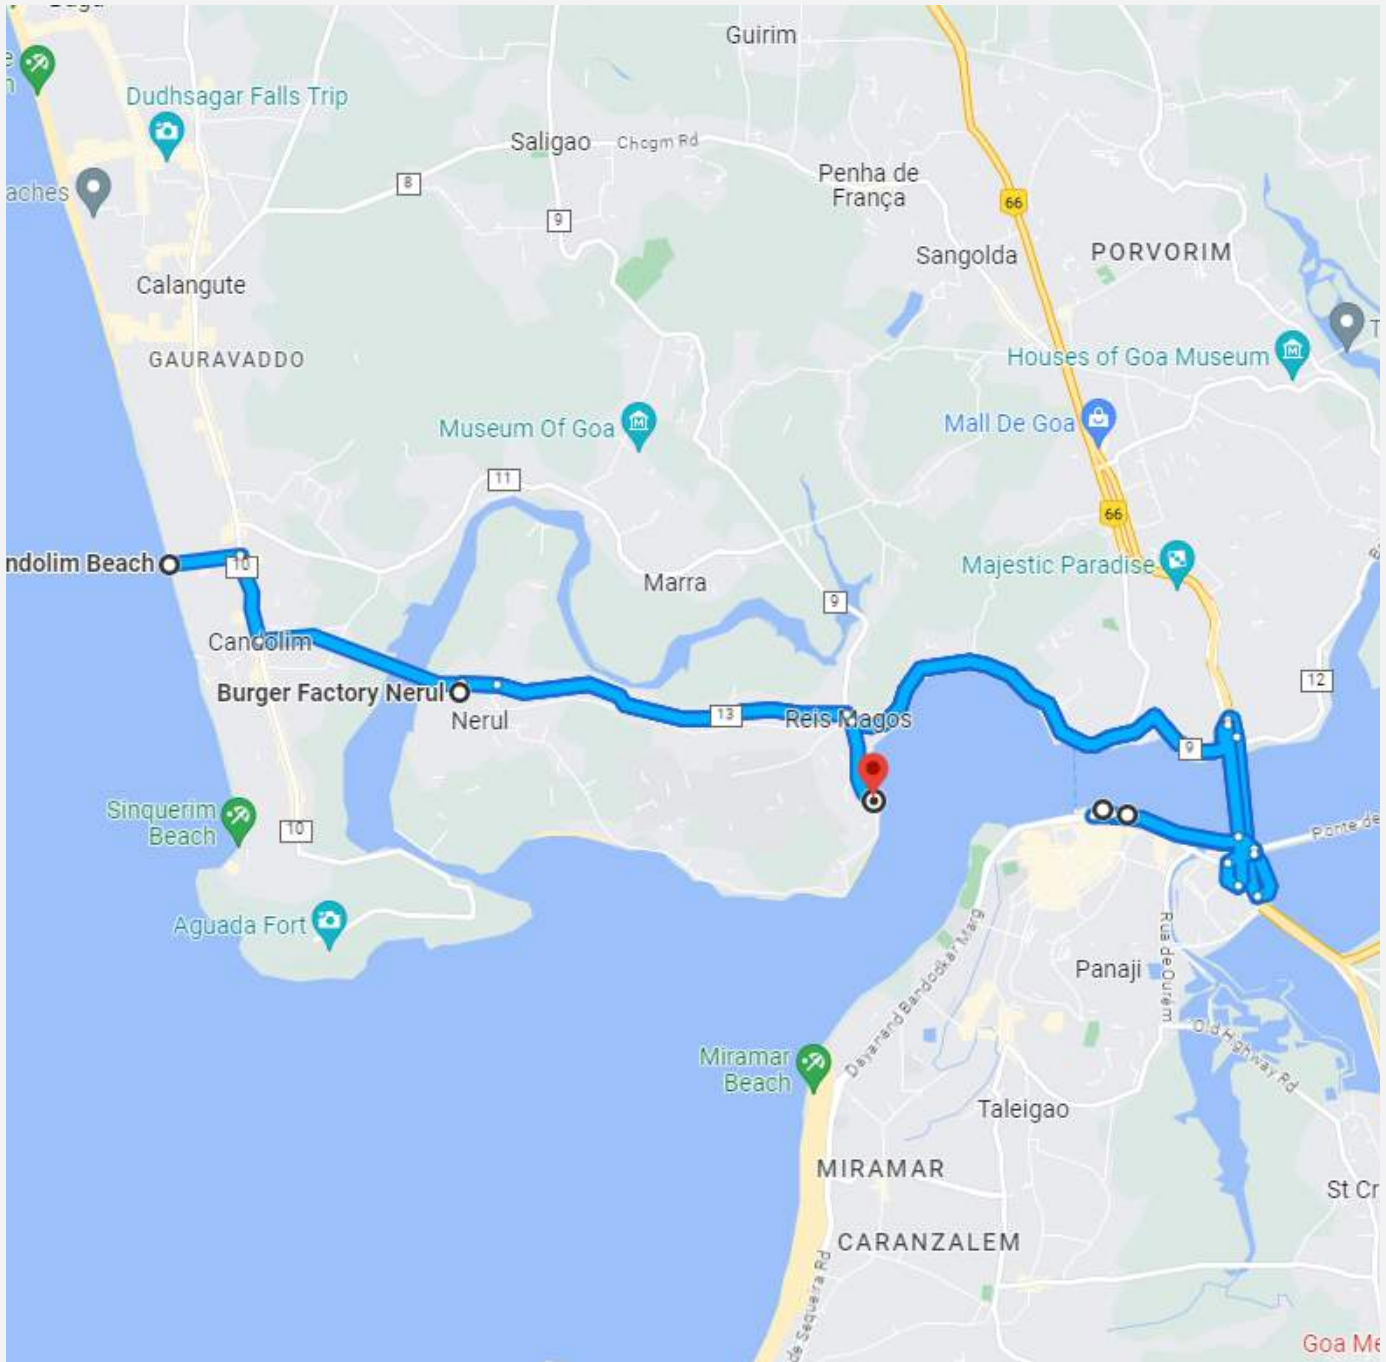 Guirim
Dudhsagar Falls Trip
Saligao
Chogm Rd
Penha de
França
8
9
66
aches
Sangolda
PORVORIM
Calangute
GAURAVADDO
Houses of Goa Museum
T
Mall De Goa
Museum Of Goa
11
66
Majestic Paradise
ndolim Beach
10
Marra
9
Candolim
12
Burger Factory Nerul
Nerul
13
Reis Magos
9
Sinquerim
Beach
10
Ponte de
Aguada Fort
Dayanand Bandodkar Marg
Rua de Ourém
Panaji
Old Highway Rd
Miramar
Beach
Taleigao
MIRAMAR
St Cr
CARANZALEM
de Sequeira Rd
Goa Me